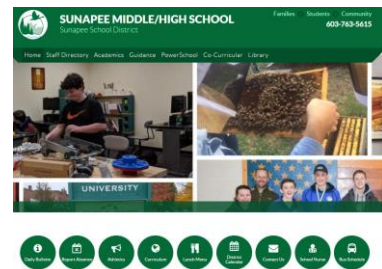 Families Students Community
SUNAPEE MIDDLE/HIGH SCHOOL
Sunapee School District
603-763-5615
Home Staff Directory Academics Guidance PowerSchool Co-Curricular Library
UNIVERSITY
Daily Bulletin
Report Absence
Athletics
Curriculum
Lunch Menu
District Calendar
Contact Us
School Nurse
Bus Schedule